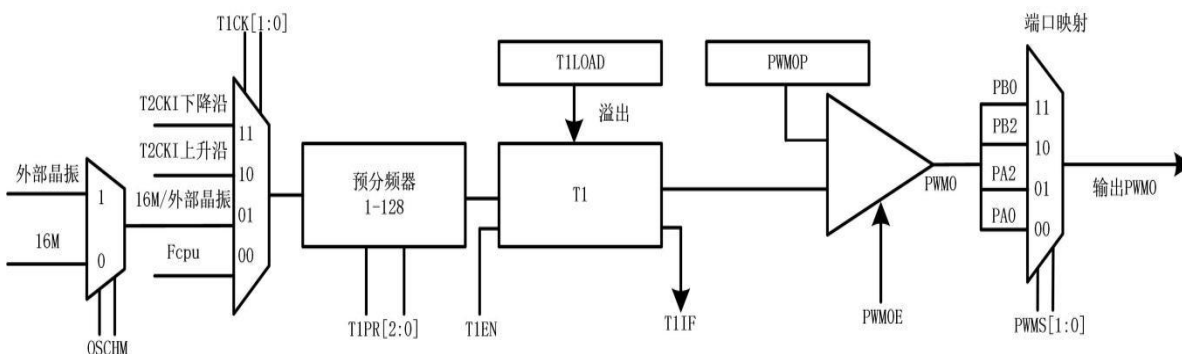 T1CK[1:0]
端口映射
T1LOAD
PWM0P
T2CKI下降沿
溢出
PB0
11
11
T2CKI上升沿
PB2
外部晶振
10
预分频器
1-128
T1
10
1
16M/外部晶振
01
PWM0
PA2
01
输出PWM0
16M
0
Fcpu
00
PA0
00
OSCHM
T1PR[2:0]
T1EN
T1IF
PWM0E
PWMS[1:0]